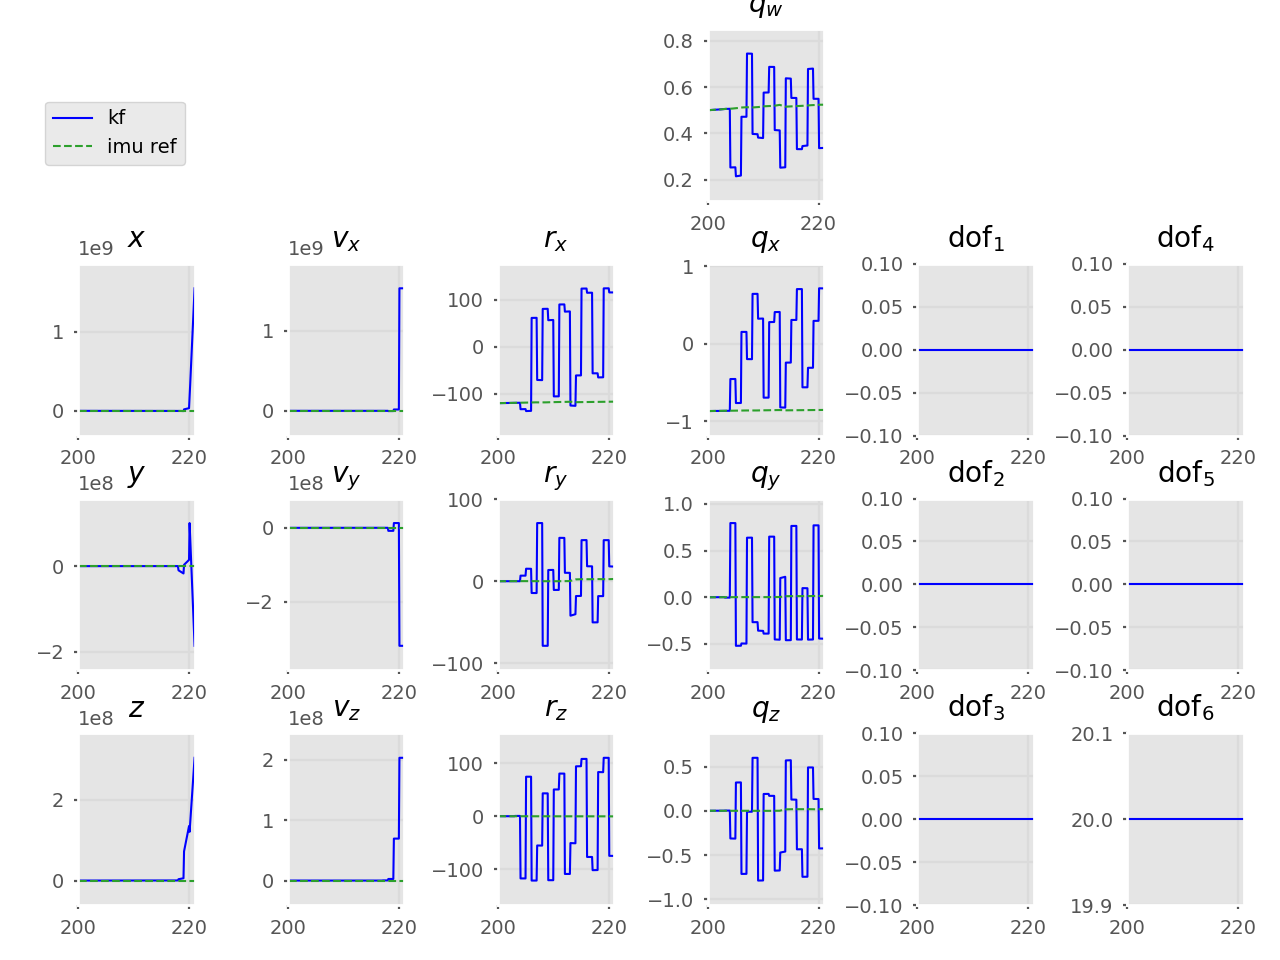 q_w
0.8
0.6
0.4
0.2
200 220
kf
imu ref
x v_x r_x q_x dof_1 dof_4
1e9 1e9
1 0
200 220
1 0
200 220
100 0 −100
200 220
1 0 −1
200 220
0.10 0.05 0.00 −0.05 −0.10
200 220
0.10 0.05 0.00 −0.05 −0.10
200 220
y v_y r_y q_y dof_2 dof_5
1e8 1e8
0 −2
200 220
0 −2
200 220
100 0 −100
200 220
1.0 0.5 0.0 −0.5
200 220
0.10 0.05 0.00 −0.05 −0.10
200 220
0.10 0.05 0.00 −0.05 −0.10
200 220
z v_z r_z q_z dof_3 dof_6
1e8 1e8
2 0
200 220
2 1 0
200 220
100 0 −100
200 220
0.5 0.0 −0.5 −1.0
200 220
0.10 0.05 0.00 −0.05 −0.10
200 220
20.1 20.0 19.9
200 220